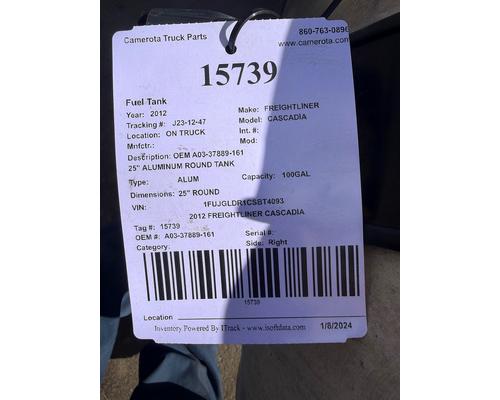 Camerota Truck Parts 860-763-0896
www.camerota.com
15739
Fuel Tank
Year: 2012 Make: FREIGHTLINER
Tracking #: J23-12-47 Model: CASCADIA
Location: ON TRUCK Int. #:
Mnfctr.: Mod:
Description: OEM A03-37889-161
25" ALUMINUM ROUND TANK
Type: ALUM Capacity: 100GAL
Dimensions: 25" ROUND
VIN: 1FUJGLDR1CSBT4093
2012 FREIGHTLINER CASCADIA
Tag #: 15739 Serial #:
OEM #: A03-37889-161 Side: Right
Category:
15739
Location
Inventory Powered By ITrack - www.isoftdata.com 1/8/2024